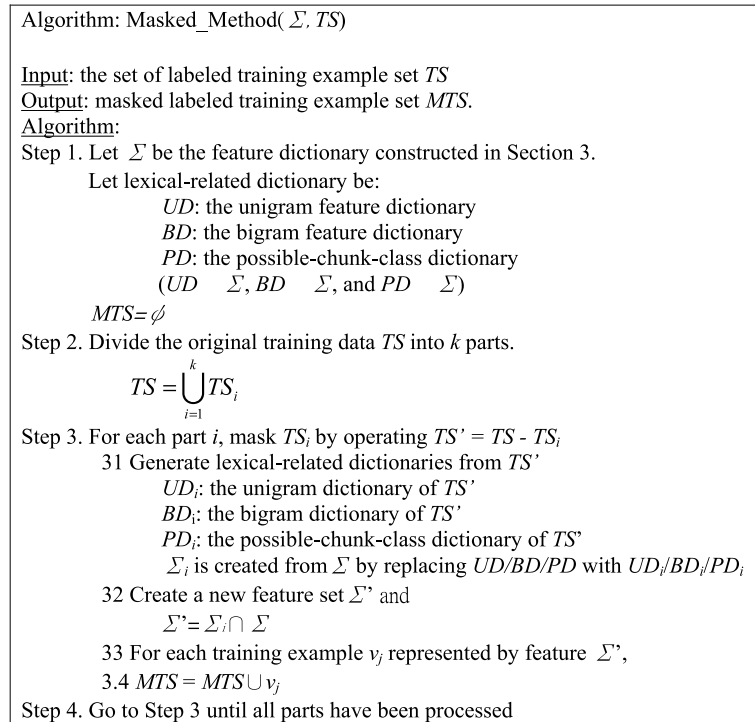 Algorithm: Masked_Method( Σ, TS)
Input: the set of labeled training example set TS
Output: masked labeled training example set MTS.
Algorithm:
Step 1. Let Σ be the feature dictionary constructed in Section 3.
Let lexical-related dictionary be:
UD: the unigram feature dictionary
BD: the bigram feature dictionary
PD: the possible-chunk-class dictionary
(UD Σ, BD Σ, and PD Σ)
MTS=ϕ
Step 2. Divide the original training data TS into k parts.
TS = ⋃_{i=1}^{k} TS_i
Step 3. For each part i, mask TS_i by operating TS’ = TS - TS_i
31 Generate lexical-related dictionaries from TS’
UD_i: the unigram dictionary of TS’
BD_i: the bigram dictionary of TS’
PD_i: the possible-chunk-class dictionary of TS’
Σ_i is created from Σ by replacing UD/BD/PD with UD_i/BD_i/PD_i
32 Create a new feature set Σ’ and
Σ’= Σ_i ∩ Σ
33 For each training example v_j represented by feature Σ’,
3.4 MTS = MTS ∪ v_j
Step 4. Go to Step 3 until all parts have been processed